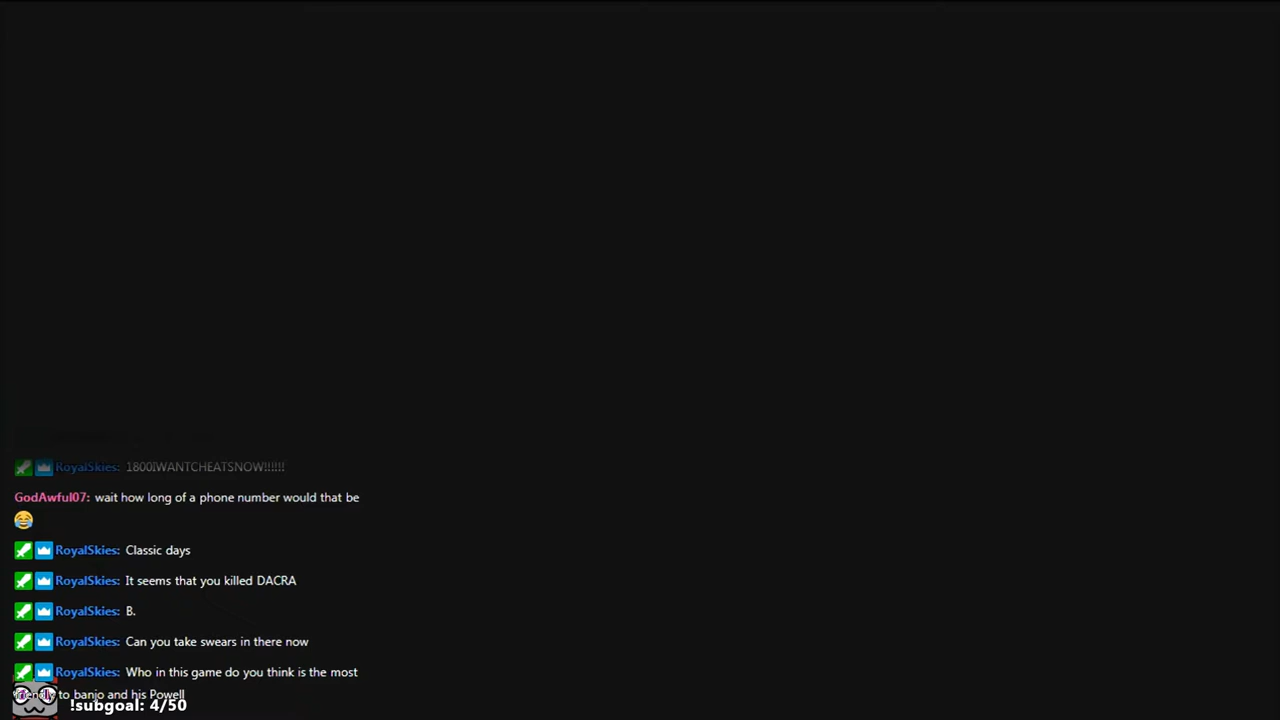 RoyalSkies: 1800IWANTCHEATSNOW!!!!!!
GodAwful07: wait how long of a phone number would that be
😂
RoyalSkies: Classic days
RoyalSkies: It seems that you killed DACRA
RoyalSkies: B.
RoyalSkies: Can you take swears in there now
RoyalSkies: Who in this game do you think is the most
friendly to banjo and his Powell
!subgoal: 4/50